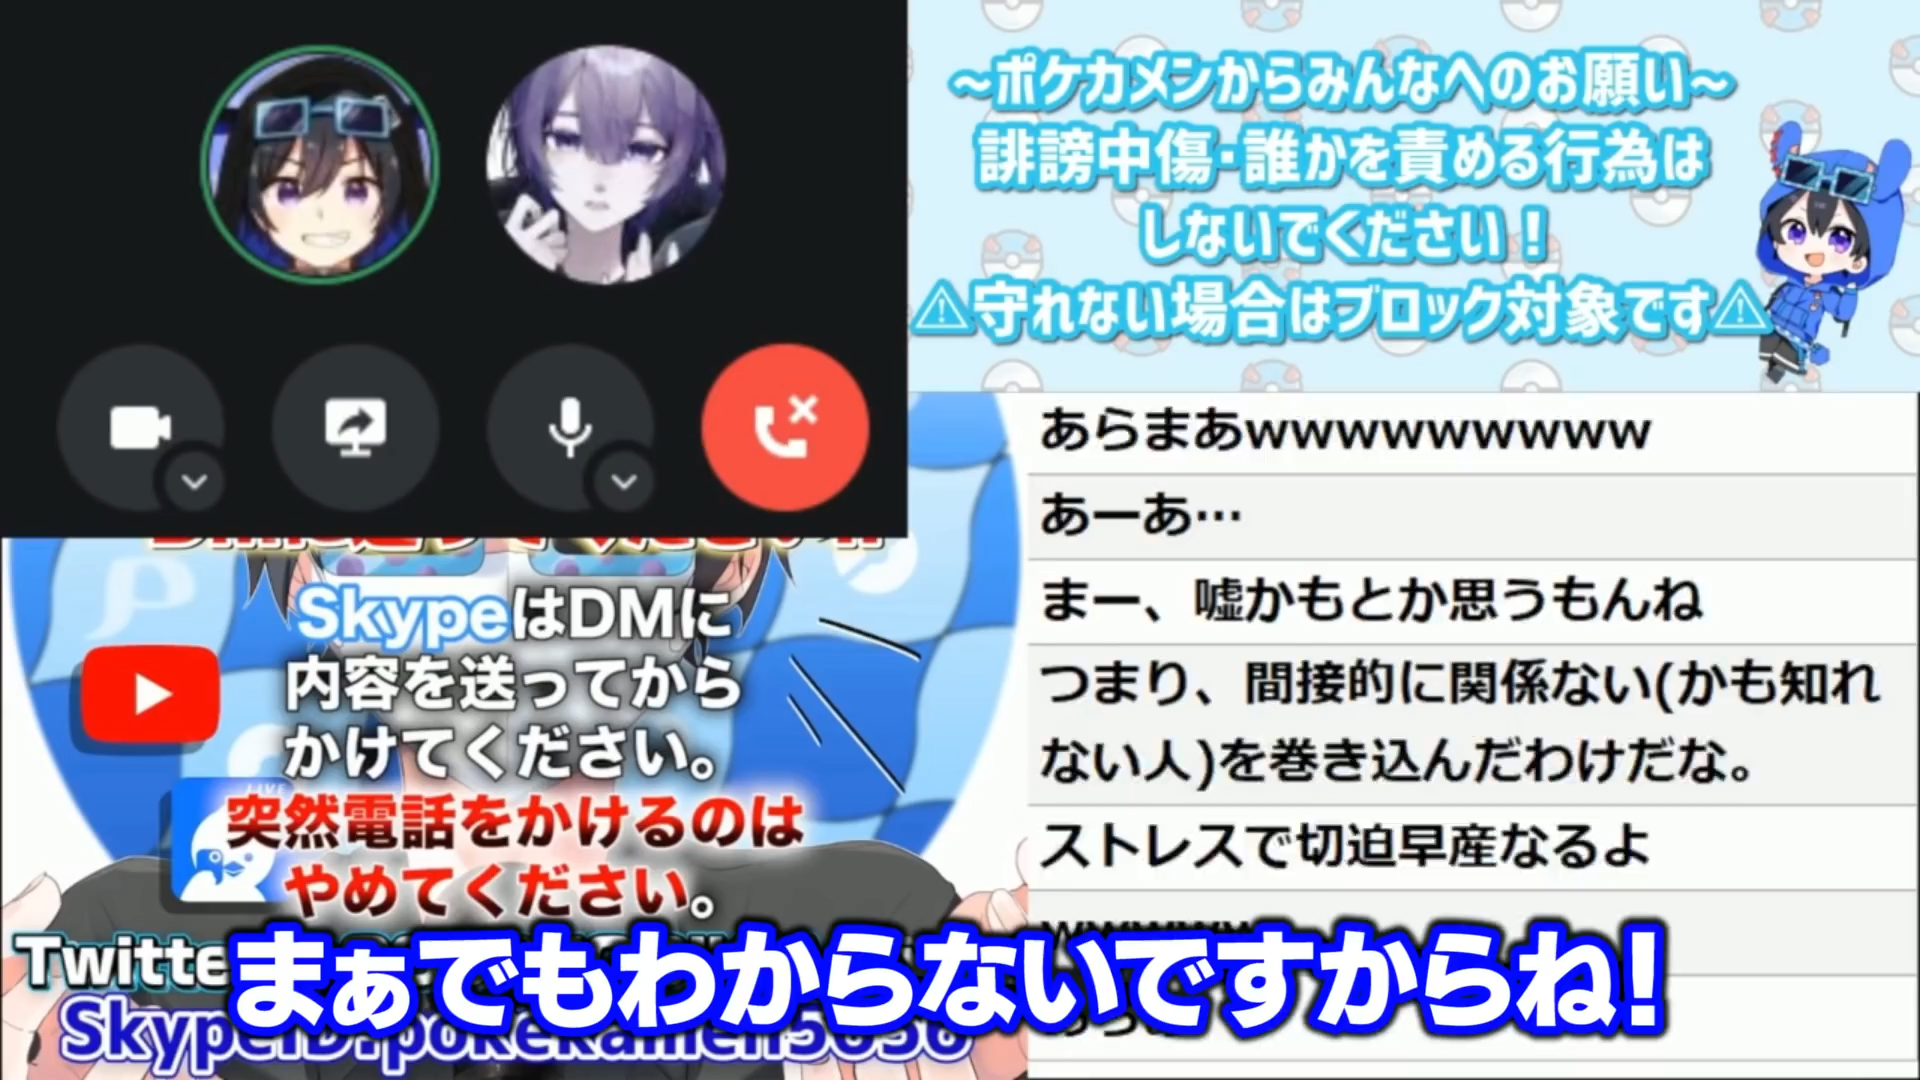 ～ポケカメンからみんなへのお願い～
誹謗中傷・誰かを責める行為は
しないでください！
⚠守れない場合はブロック対象です⚠
あらまあwwwwwwwww
あーあ…
まー、嘘かもとか思うもんね
つまり、間接的に関係ない(かも知れ
ない人)を巻き込んだわけだな。
ストレスで切迫早産なるよ
SkypeはDMに
内容を送ってから
かけてください。
LIVE
突然電話をかけるのは
やめてください。
Twitte
まぁでもわからないですからね！
SkypeID:pokekamen5656